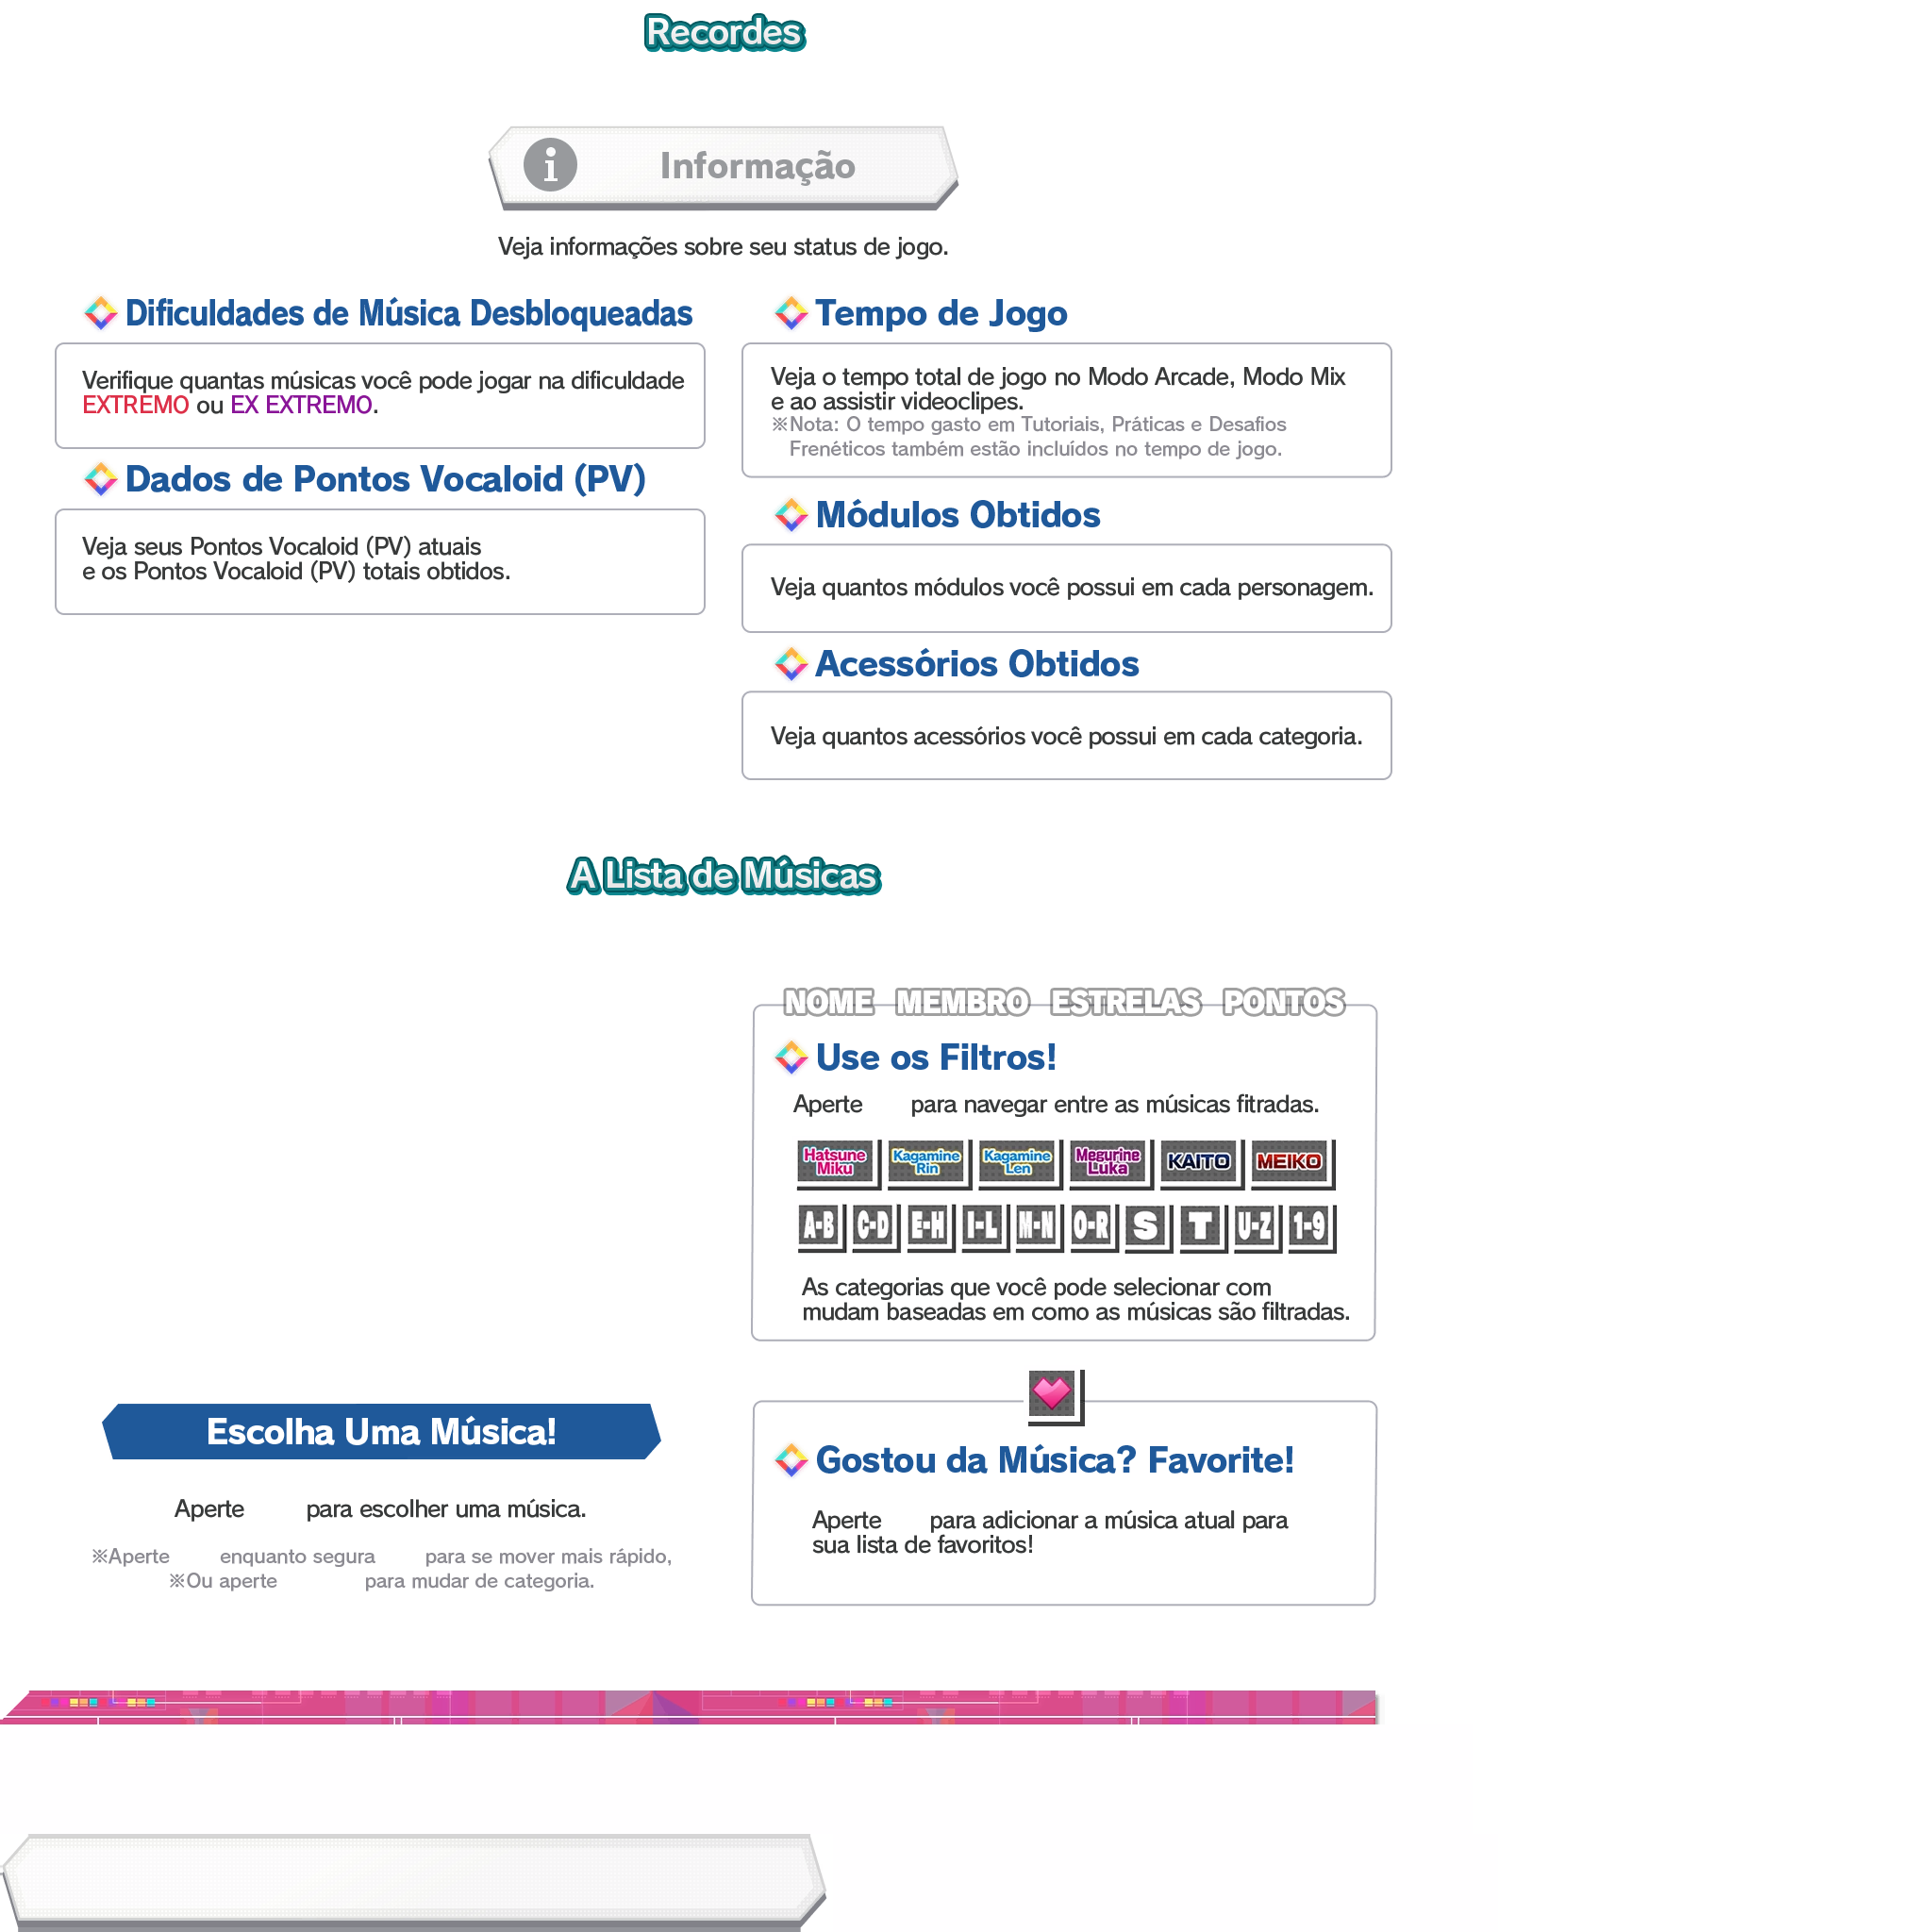 Recordes
Informação
Veja informações sobre seu status de jogo.
Dificuldades de Música Desbloqueadas
Verifique quantas músicas você pode jogar na dificuldade
EXTREMO ou EX EXTREMO.
Dados de Pontos Vocaloid (PV)
Veja seus Pontos Vocaloid (PV) atuais
e os Pontos Vocaloid (PV) totais obtidos.
Tempo de Jogo
Veja o tempo total de jogo no Modo Arcade, Modo Mix
e ao assistir videoclipes.
※Nota: O tempo gasto em Tutoriais, Práticas e Desafios
Frenéticos também estão incluídos no tempo de jogo.
Módulos Obtidos
Veja quantos módulos você possui em cada personagem.
Acessórios Obtidos
Veja quantos acessórios você possui em cada categoria.
A Lista de Músicas
NOME MEMBRO ESTRELAS PONTOS
Use os Filtros!
Aperte para navegar entre as músicas fitradas.
Hatsune Miku
Kagamine Rin
Kagamine Len
Megurine Luka
KAITO
MEIKO
A-B C-D E-H I-L M-N O-R S T U-Z 1-9
As categorias que você pode selecionar com
mudam baseadas em como as músicas são filtradas.
Escolha Uma Música!
Aperte para escolher uma música.
※Aperte enquanto segura para se mover mais rápido,
※Ou aperte para mudar de categoria.
Gostou da Música? Favorite!
Aperte para adicionar a música atual para
sua lista de favoritos!